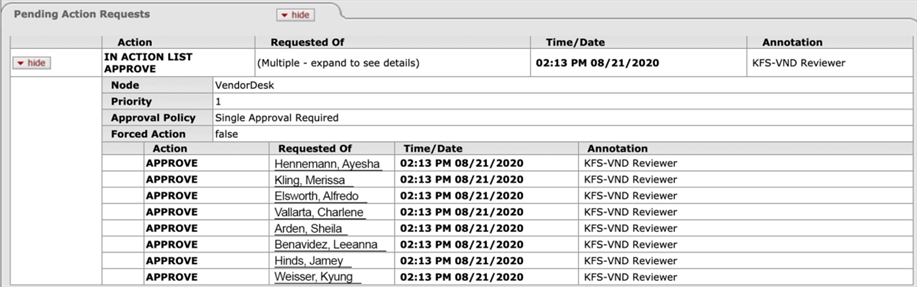 Pending Action Requests hide
Action Requested Of Time/Date Annotation
hide IN ACTION LIST APPROVE (Multiple - expand to see details) 02:13 PM 08/21/2020 KFS-VND Reviewer
Node VendorDesk
Priority 1
Approval Policy Single Approval Required
Forced Action false
Action Requested Of Time/Date Annotation
APPROVE Hennemann, Ayesha 02:13 PM 08/21/2020 KFS-VND Reviewer
APPROVE Kling, Merissa 02:13 PM 08/21/2020 KFS-VND Reviewer
APPROVE Elsworth, Alfredo 02:13 PM 08/21/2020 KFS-VND Reviewer
APPROVE Vallarta, Charlene 02:13 PM 08/21/2020 KFS-VND Reviewer
APPROVE Arden, Sheila 02:13 PM 08/21/2020 KFS-VND Reviewer
APPROVE Benavidez, Leeanna 02:13 PM 08/21/2020 KFS-VND Reviewer
APPROVE Hinds, Jamey 02:13 PM 08/21/2020 KFS-VND Reviewer
APPROVE Weisser, Kyung 02:13 PM 08/21/2020 KFS-VND Reviewer